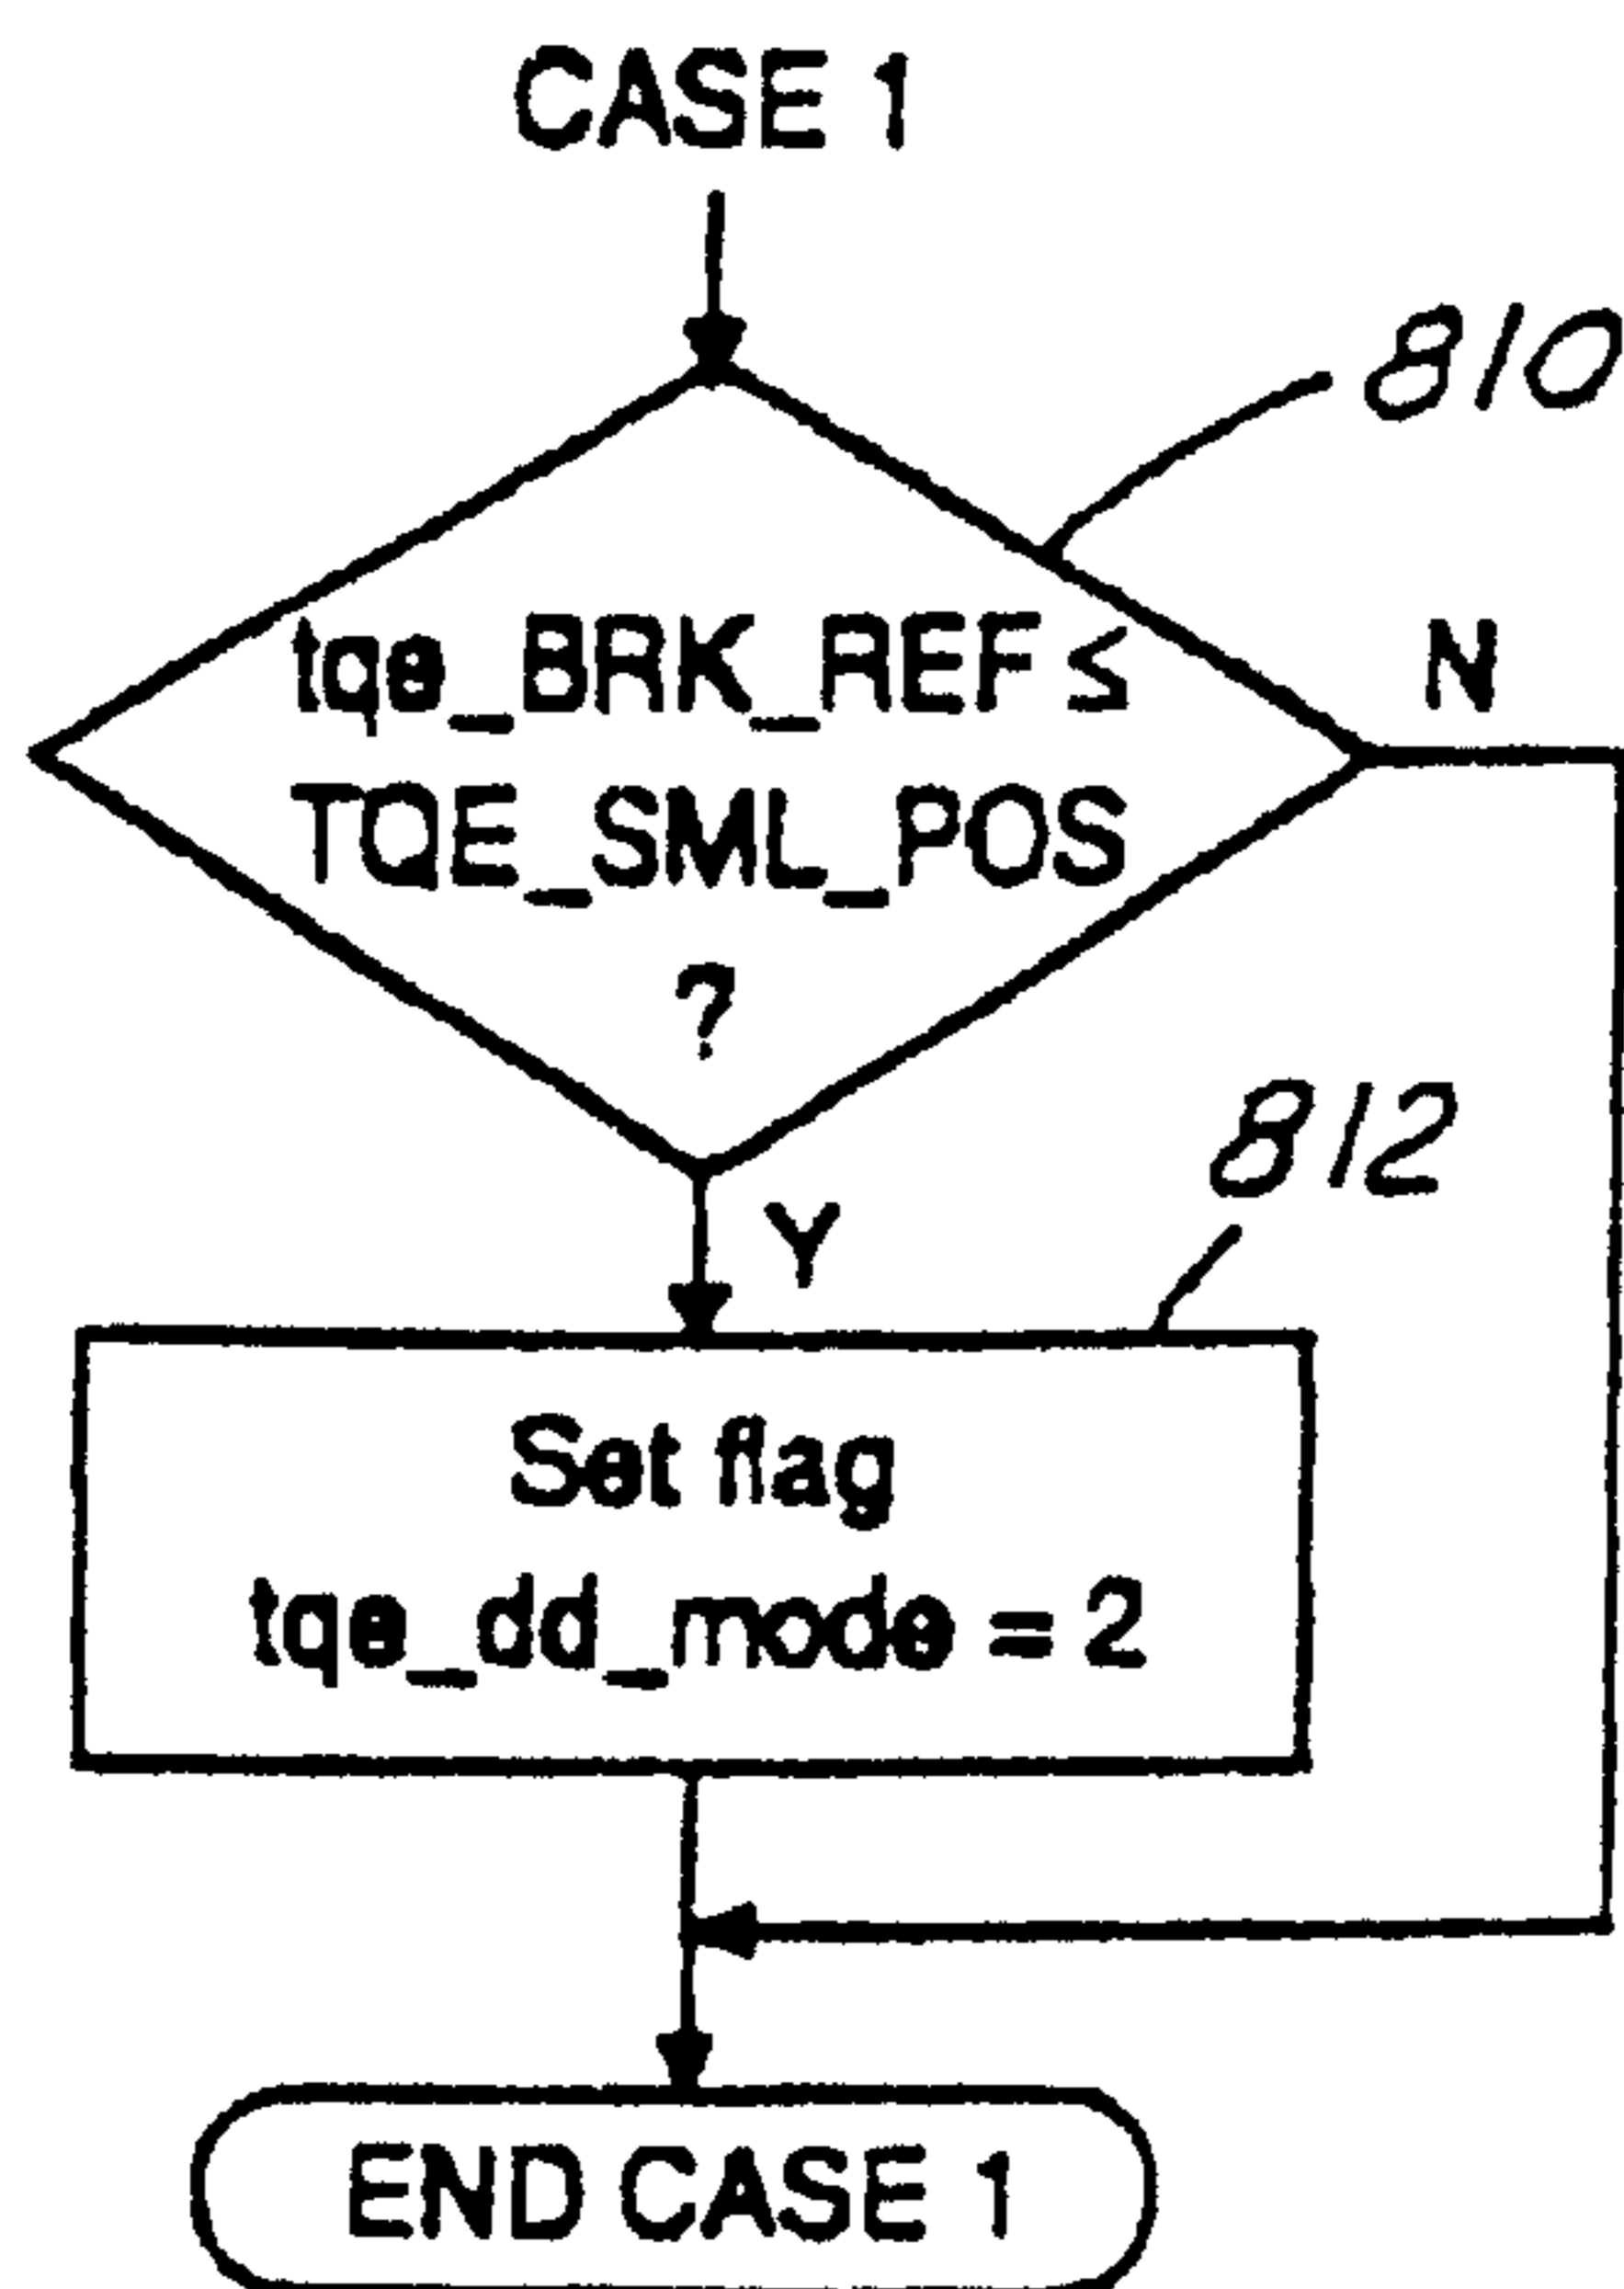 CASE 1
810
tqe_BRK_REF ≤
N
TQE_SML_POS
?
812
Y
Set flag
tqe_dd_mode = 2
END CASE 1